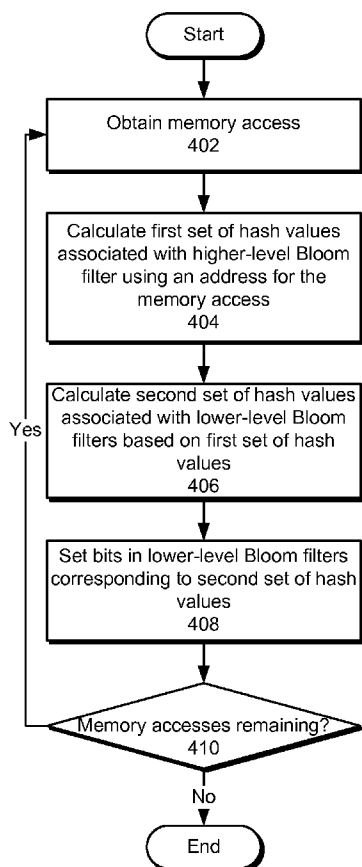 Start
Obtain memory access
402
Calculate first set of hash values
associated with higher-level Bloom
filter using an address for the
memory access
404
Calculate second set of hash values
associated with lower-level Bloom
filters based on first set of hash
values
406
Yes
Set bits in lower-level Bloom filters
corresponding to second set of hash
values
408
Memory accesses remaining?
410
No
End